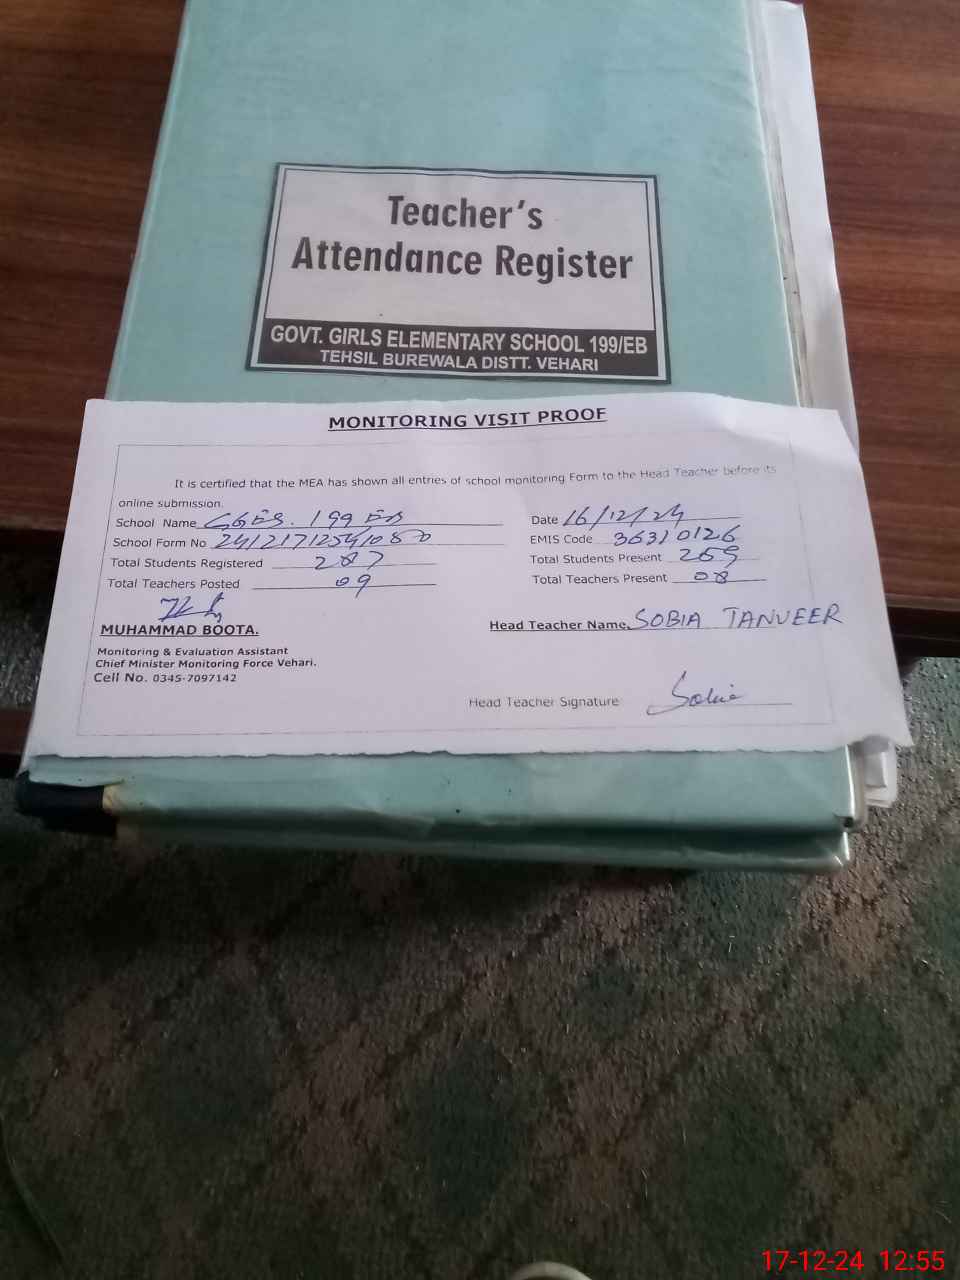 Teacher's
Attendance Register
GOVT. GIRLS ELEMENTARY SCHOOL 199/EB
TEHSIL BUREWALA DISTT. VEHARI
MONITORING VISIT PROOF
It is certified that the MEA has shown all entries of school monitoring Form to the Head Teacher before its
online submission.
School Name GGES. 199 EB Date 16/12/24
School Form No EMIS Code 36310126
Total Students Registered 287 Total Students Present 269
Total Teachers Posted 09 Total Teachers Present 08
MUHAMMAD BOOTA. Head Teacher Name. SOBIA TANVEER
Monitoring & Evaluation Assistant
Chief Minister Monitoring Force Vehari.
Cell No. 0345-7097142
Head Teacher Signature Sobia
17-12-24 12:55